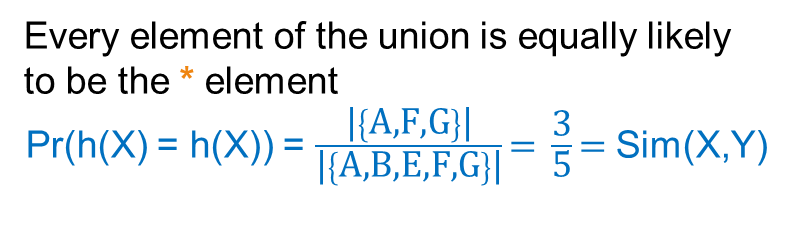 Every element of the union is equally likely
to be the * element
Pr(h(X) = h(X)) = |{A,F,G}| / |{A,B,E,F,G}| = 3/5 = Sim(X,Y)